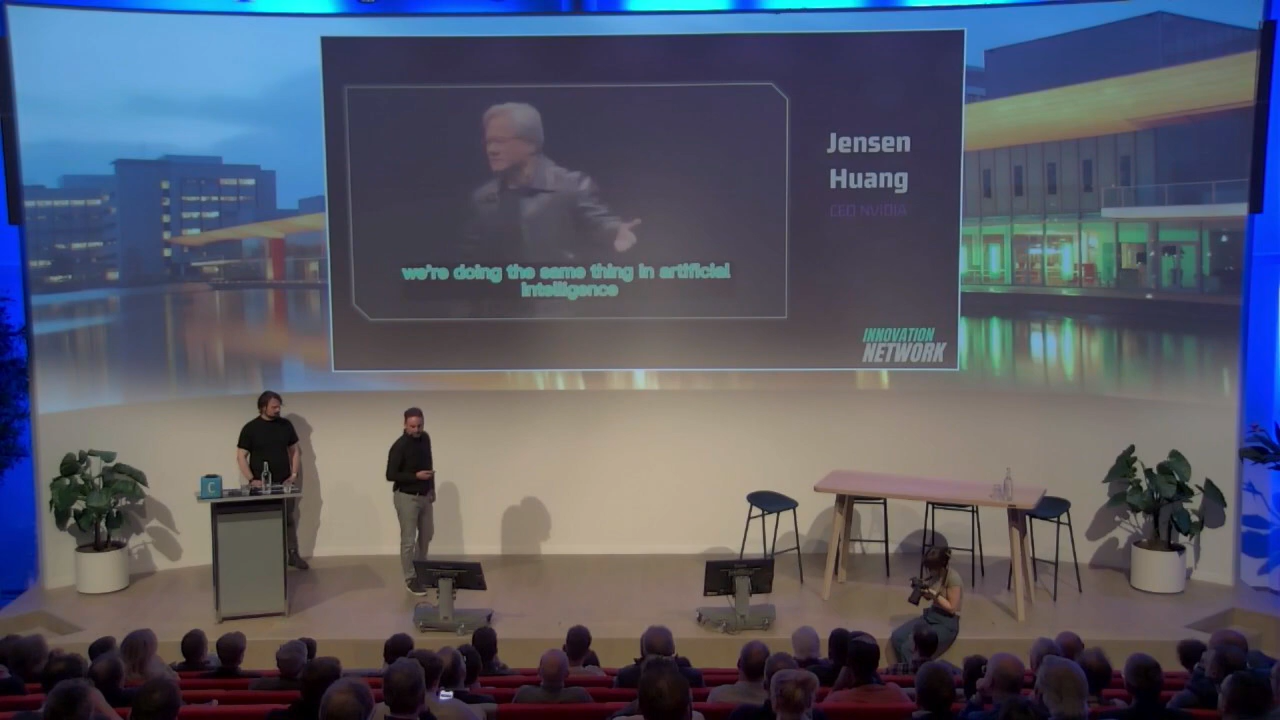 Jensen
Huang
CEO NVIDIA
we're doing the same thing in artificial
intelligence
INNOVATION
NETWORK
C